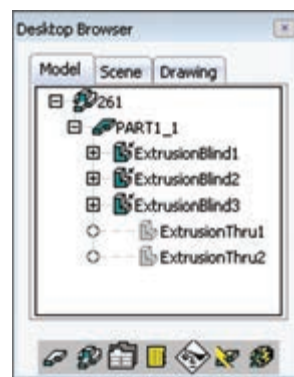 Desktop Browser
Model Scene Drawing
261
PART1_1
ExtrusionBlind1
ExtrusionBlind2
ExtrusionBlind3
ExtrusionThru1
ExtrusionThru2